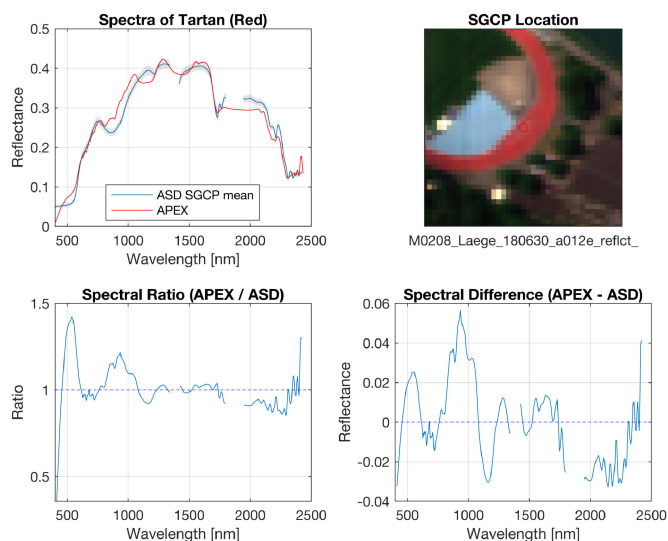 Spectra of Tartan (Red)
0.5
0.4
0.3
0.2
0.1
0
Reflectance
ASD SGCP mean
APEX
500
1000
1500
2000
2500
Wavelength [nm]
SGCP Location
M0208_Laege_180630_a012e_reflct_
Spectral Ratio (APEX / ASD)
1.5
1
0.5
Ratio
500
1000
1500
2000
2500
Wavelength [nm]
Spectral Difference (APEX - ASD)
0.06
0.04
0.02
0
-0.02
-0.04
Reflectance
500
1000
1500
2000
2500
Wavelength [nm]